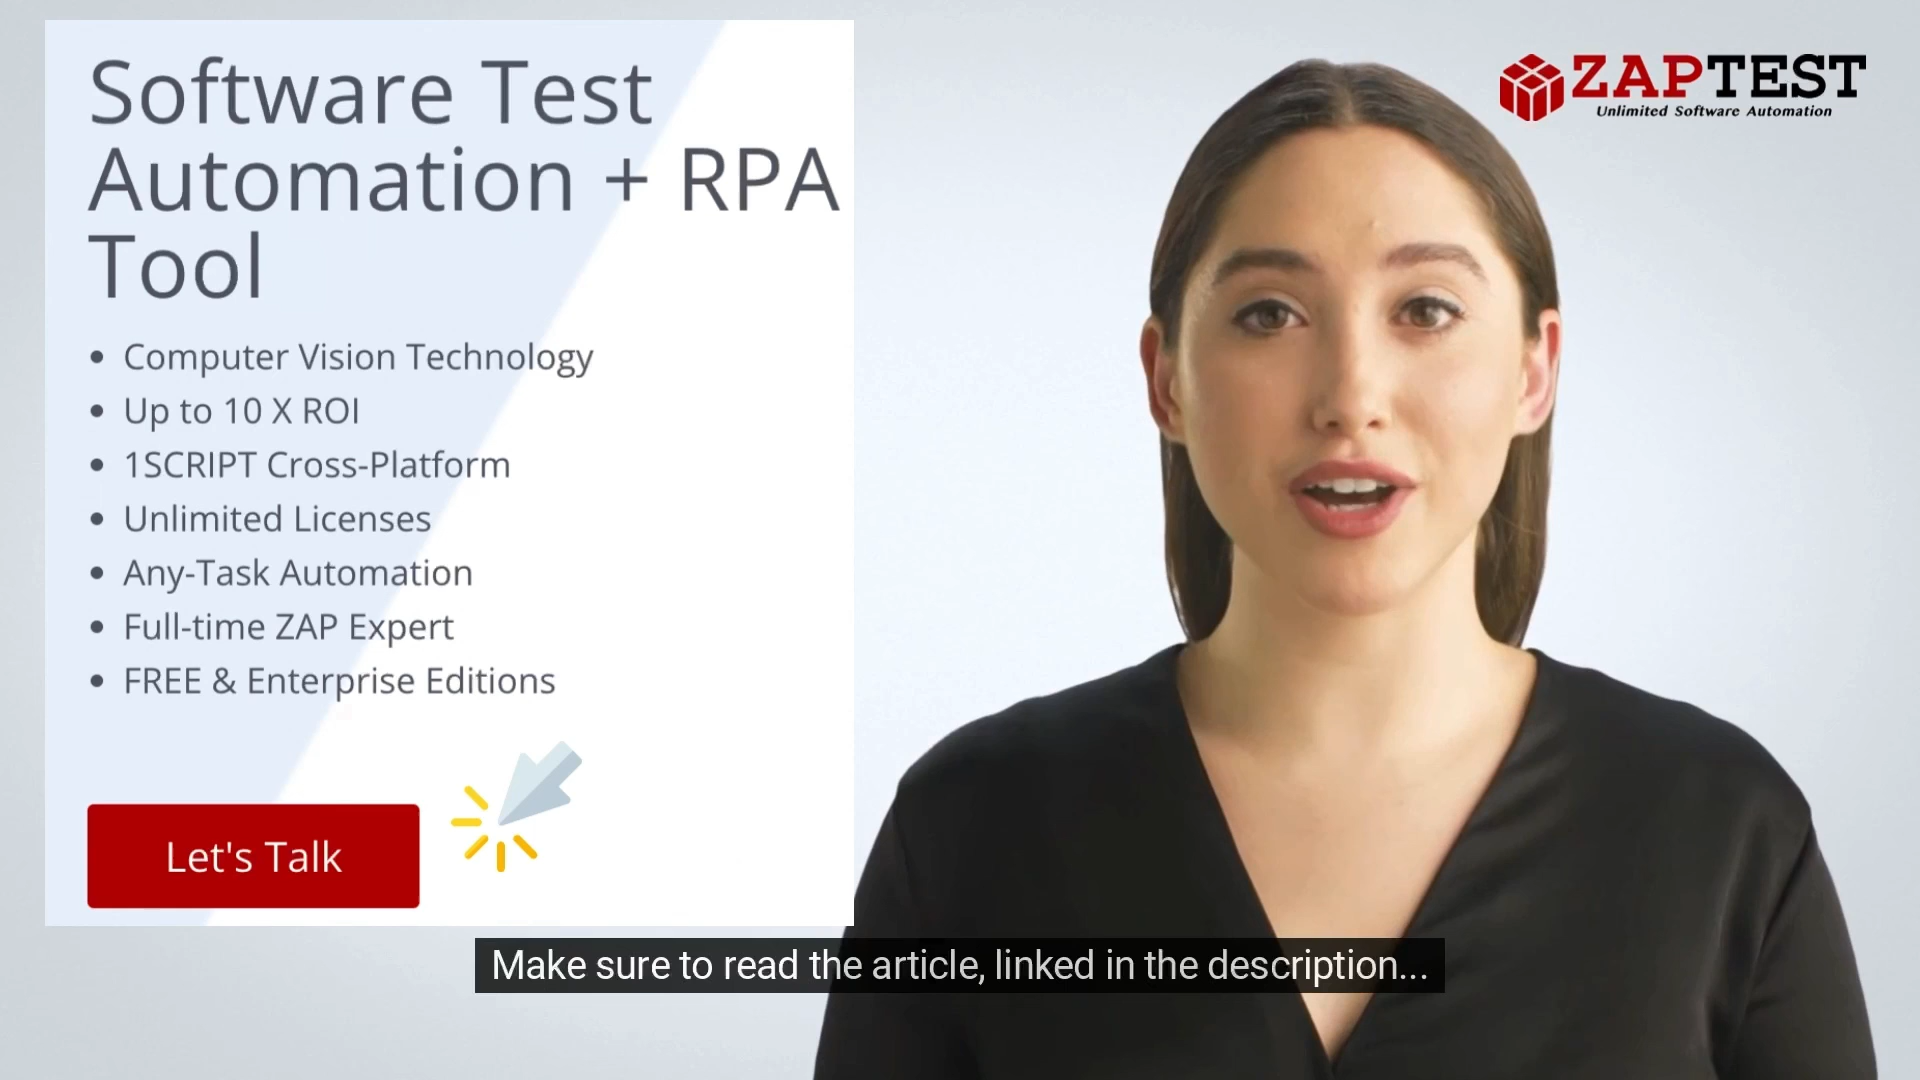 Software Test
Automation + RPA
Tool
• Computer Vision Technology
• Up to 10 X ROI
• 1SCRIPT Cross-Platform
• Unlimited Licenses
• Any-Task Automation
• Full-time ZAP Expert
• FREE & Enterprise Editions
Let's Talk
ZAPTEST
Unlimited Software Automation
Make sure to read the article, linked in the description...